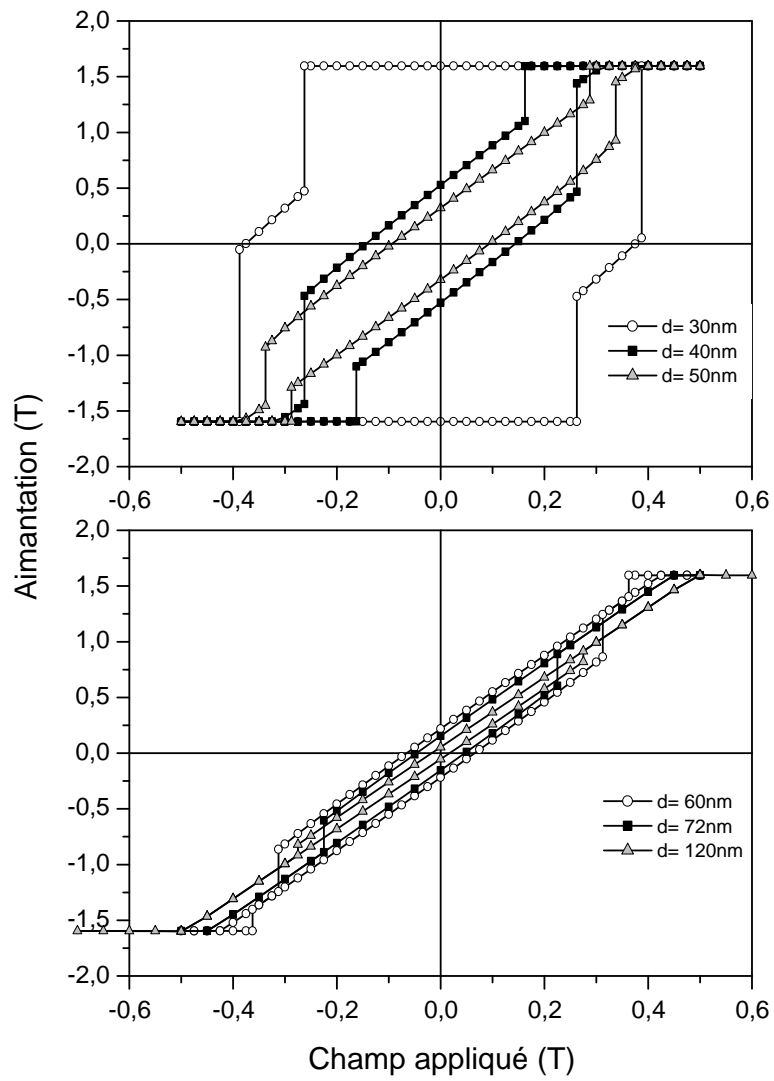 2,0
1,5
1,0
0,5
0,0
-0,5
-1,0
-1,5
-2,0
d= 30nm
d= 40nm
d= 50nm
-0,6 -0,4 -0,2 0,0 0,2 0,4 0,6
Aimantation (T)
2,0
1,5
1,0
0,5
0,0
-0,5
-1,0
-1,5
-2,0
d= 60nm
d= 72nm
d= 120nm
-0,6 -0,4 -0,2 0,0 0,2 0,4 0,6
Champ appliqué (T)